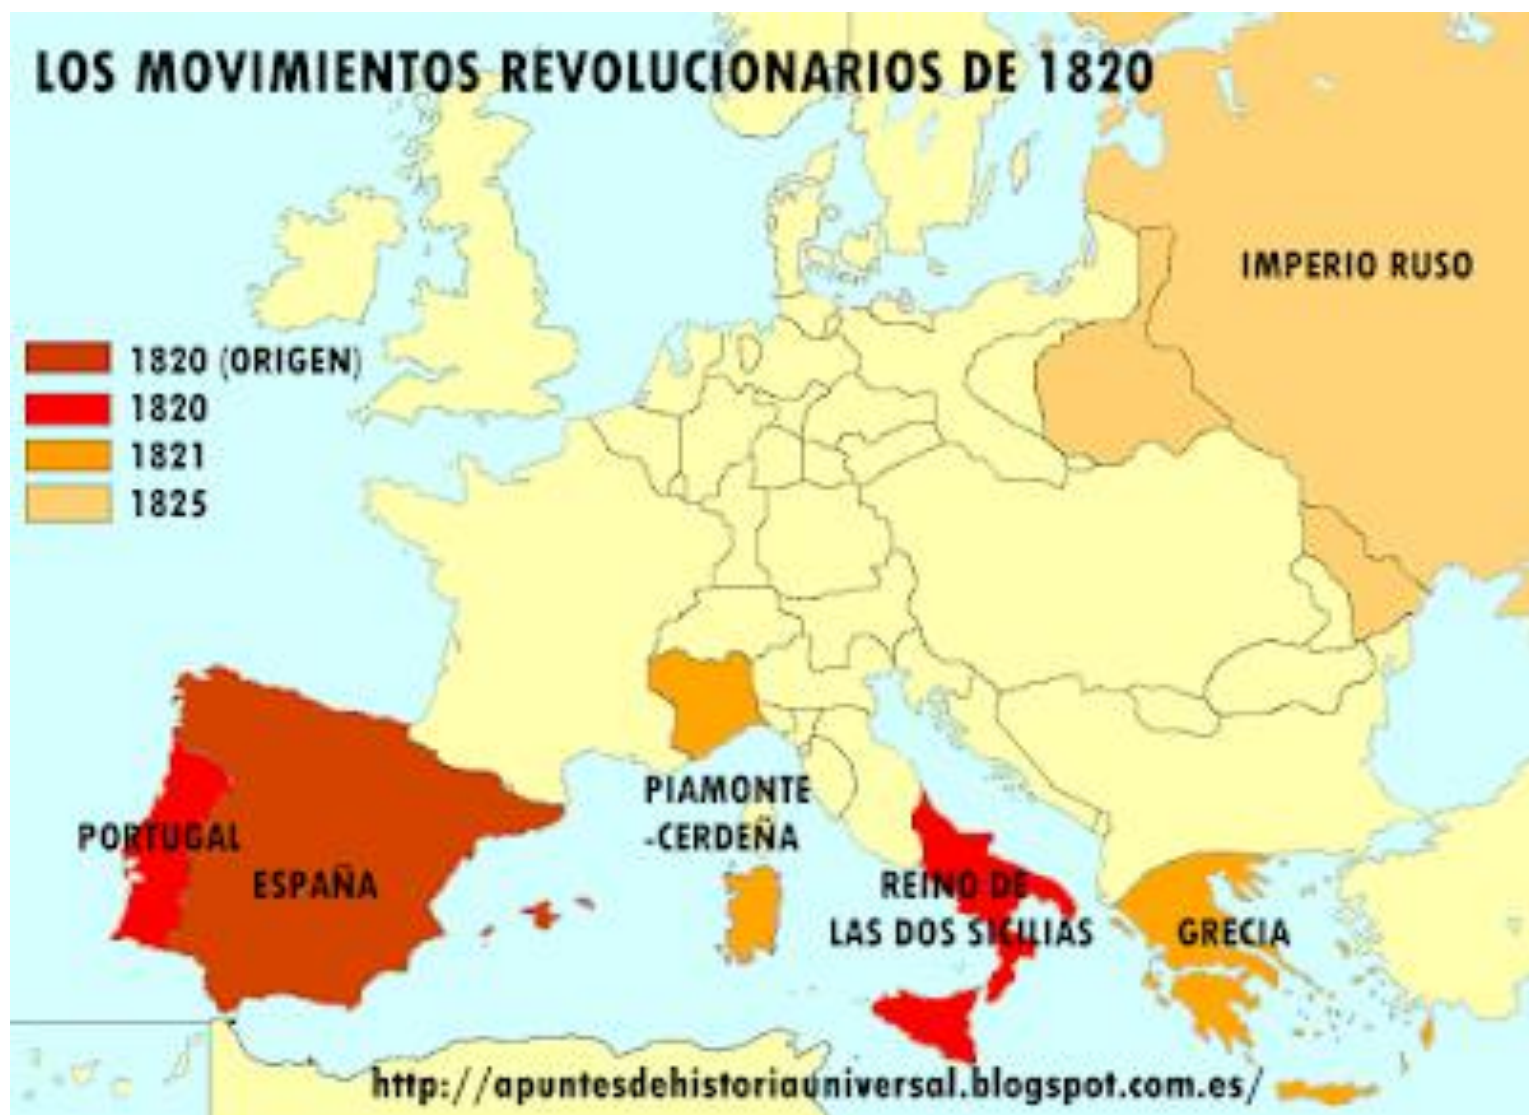 LOS MOVIMIENTOS REVOLUCIONARIOS DE 1820
IMPERIO RUSO
1820 (ORIGEN)
1820
1821
1825
PIAMONTE
-CERDEÑA
PORTUGAL
ESPAÑA
REINO DE
LAS DOS SICILIAS
GRECIA
http://apuntesdehistoriauniversal.blogspot.com.es/